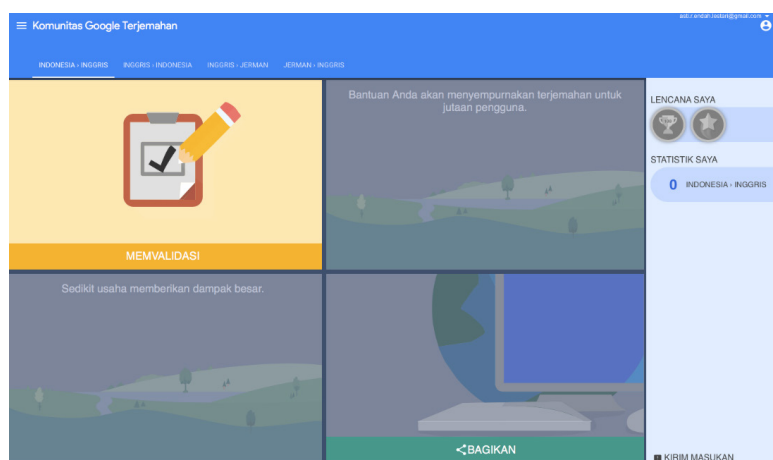 Komunitas Google Terjemahan
INDONESIA › INGGRIS
INGGRIS › INDONESIA
INGGRIS › JERMAN
JERMAN › INGGRIS
MEMVALIDASI
Bantuan Anda akan menyempurnakan terjemahan untuk
jutaan pengguna.
Sedikit usaha memberikan dampak besar.
BAGIKAN
LENCANA SAYA
STATISTIK SAYA
0 INDONESIA › INGGRIS
KIRIM MASUKAN